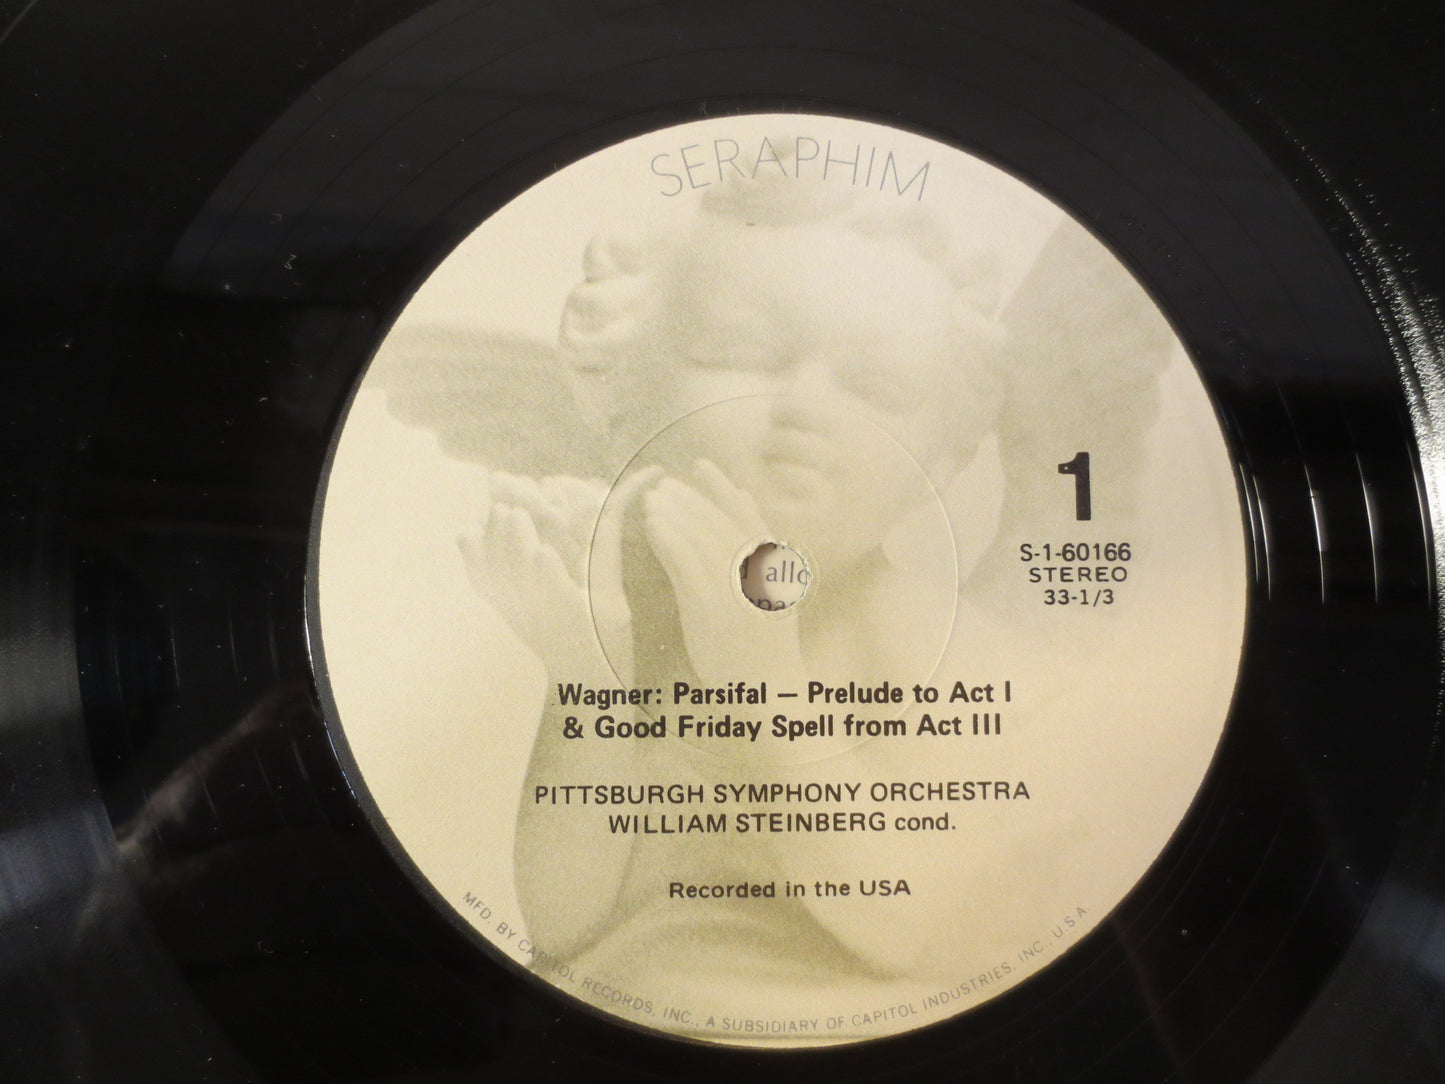 SERAPHIM
1
S-1-60166
STEREO
33-1/3
allo
Wagner: Parsifal — Prelude to Act I
& Good Friday Spell from Act III
PITTSBURGH SYMPHONY ORCHESTRA
WILLIAM STEINBERG cond.
Recorded in the USA
MFD. BY CAPITOL RECORDS, INC., A SUBSIDIARY OF CAPITOL INDUSTRIES, INC., U.S.A